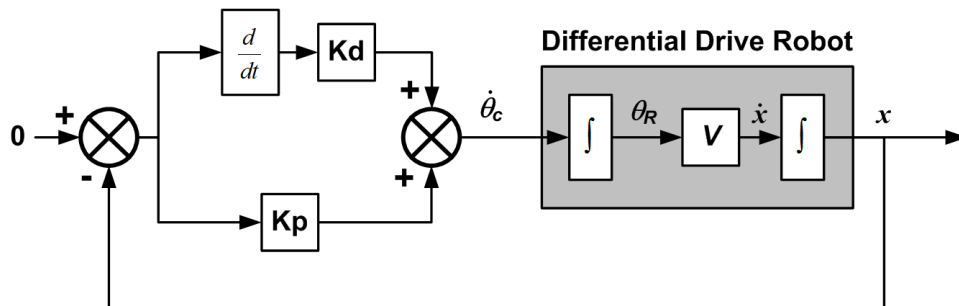 Differential Drive Robot
d
dt
Kd
+
+
0
-
+
Kp
θ̇c
∫
θR
V
ẋ
∫
x